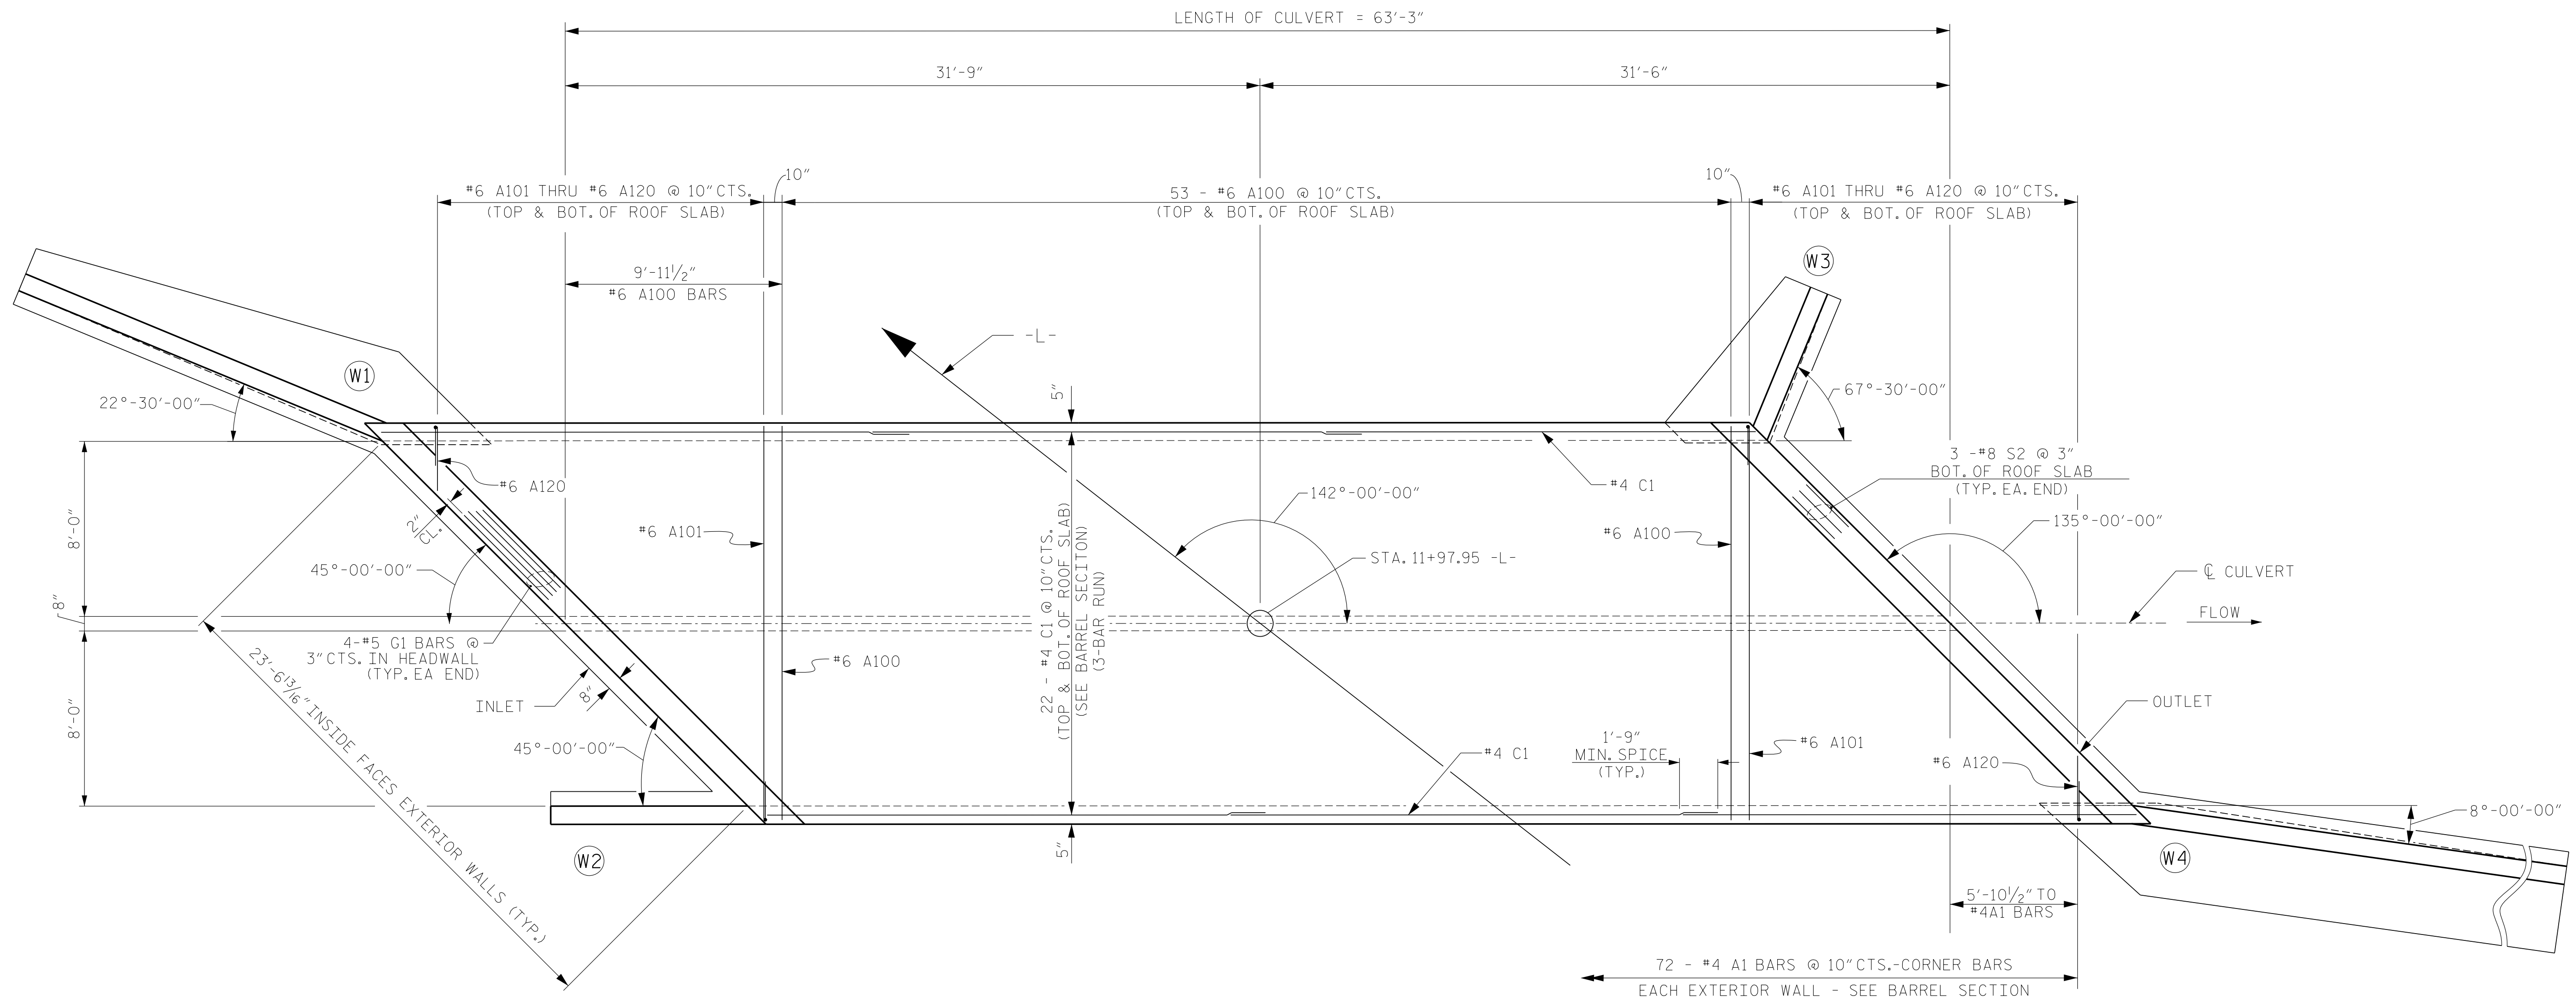 LENGTH OF CULVERT = 63'-3"
31'-9"
31'-6"
#6 A101 THRU #6 A120 @ 10"CTS.
(TOP & BOT. OF ROOF SLAB)
10"
53 - #6 A100 @ 10"CTS.
(TOP & BOT. OF ROOF SLAB)
10"
#6 A101 THRU #6 A120 @ 10"CTS.
(TOP & BOT. OF ROOF SLAB)
9'-11 1/2"
#6 A100 BARS
W3
-L-
W1
5"
22°-30'-00"
67°-30'-00"
3 -#8 S2 @ 3"
BOT. OF ROOF SLAB
(TYP. EA. END)
#6 A120
#4 C1
142°-00'-00"
2"
CL.
135°-00'-00"
8'-0"
#6 A101
#6 A100
45°-00'-00"
STA. 11+97.95 -L-
℄ CULVERT
FLOW
8"
4-#5 G1 BARS @
3"CTS. IN HEADWALL
(TYP. EA END)
22 - #4 C1 @ 10"CTS.
(TOP & BOT. OF ROOF SLAB)
(SEE BARREL SECITON)
(3-BAR RUN)
#6 A100
8"
INLET
8'-0"
23'-6 13/16" INSIDE FACES EXTERIOR WALLS (TYP.)
45°-00'-00"
OUTLET
1'-9"
MIN. SPICE
(TYP.)
#4 C1
#6 A101
#6 A120
8°-00'-00"
5"
W2
W4
5'-10 1/2" TO
#4A1 BARS
72 - #4 A1 BARS @ 10"CTS.-CORNER BARS
EACH EXTERIOR WALL - SEE BARREL SECTION